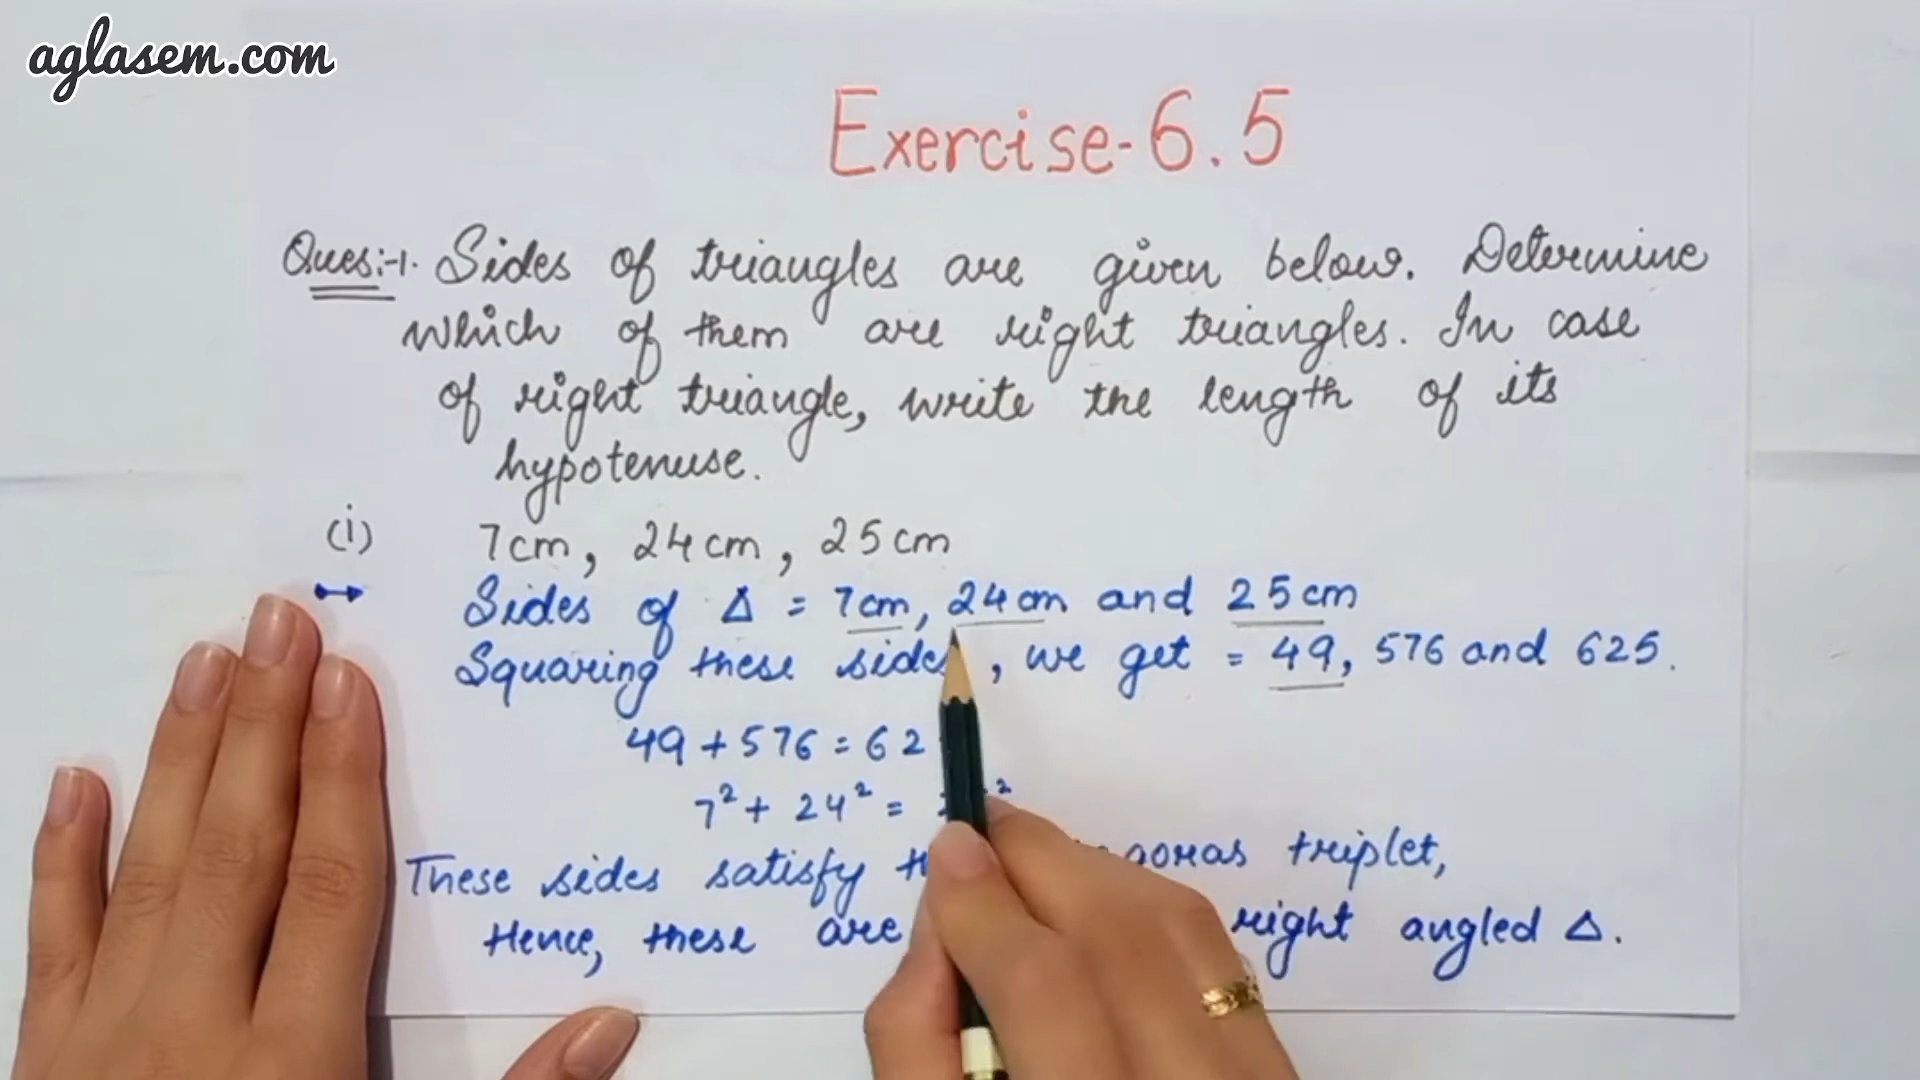 aglasem.com
Exercise-6.5
Ques:-1. Sides of triangles are given below. Determine
which of them are right triangles. In case
of right triangle, write the length of its
hypotenuse.
(i) 7cm, 24cm, 25cm
Sides of Δ = 7cm, 24cm and 25cm
Squaring these sides, we get = 49, 576 and 625.
49 + 576 = 62
7² + 24² =
These sides satisfy triplet,
Hence, these are right angled Δ.